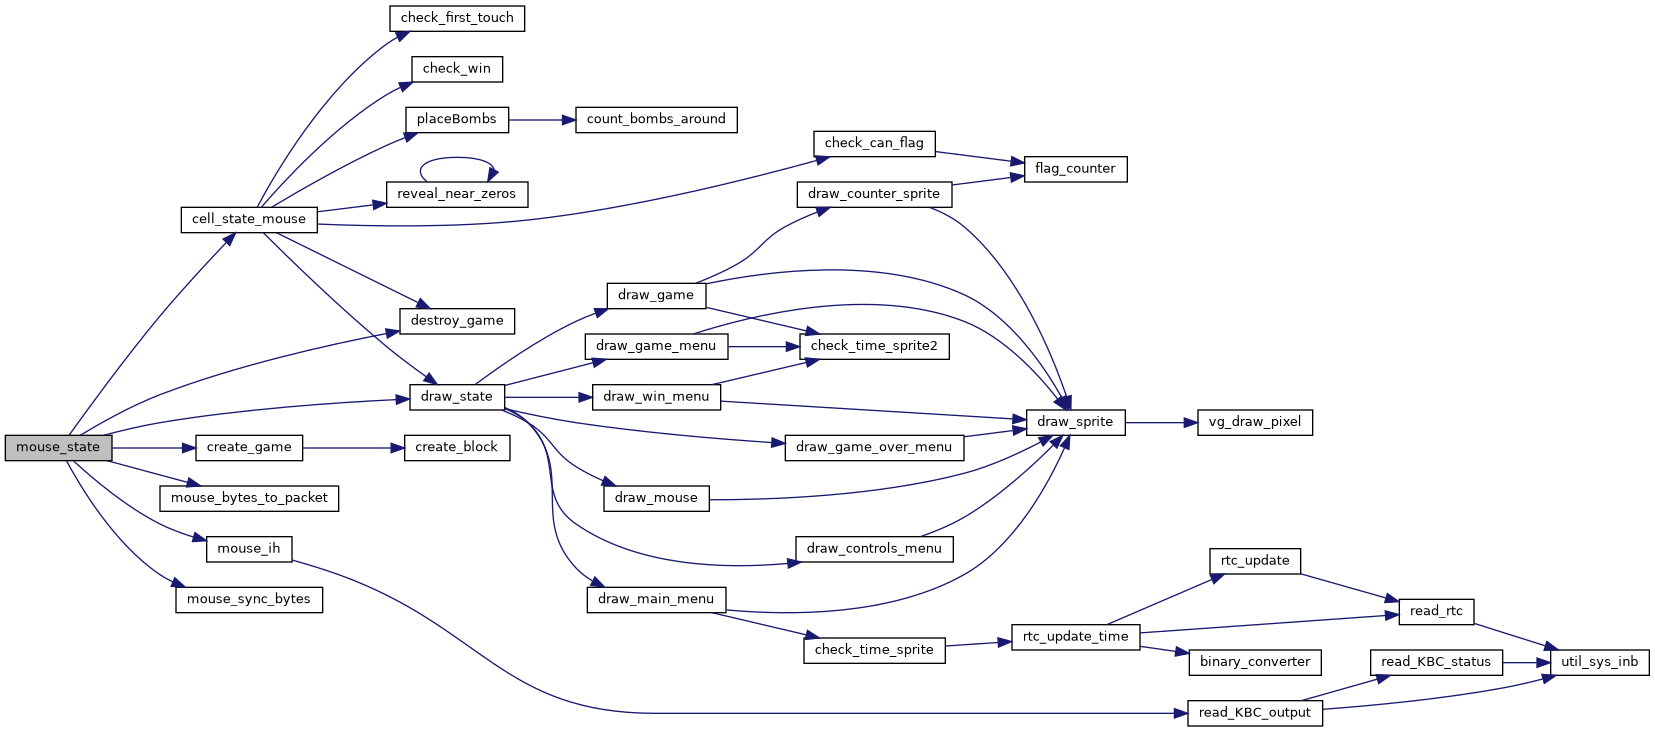 check_first_touch
check_win
placeBombs
count_bombs_around
check_can_flag
flag_counter
draw_counter_sprite
reveal_near_zeros
cell_state_mouse
draw_game
destroy_game
draw_game_menu
check_time_sprite2
draw_state
draw_win_menu
draw_sprite
vg_draw_pixel
mouse_state
create_game
create_block
draw_game_over_menu
mouse_bytes_to_packet
draw_mouse
mouse_ih
draw_controls_menu
rtc_update
mouse_sync_bytes
draw_main_menu
read_rtc
rtc_update_time
check_time_sprite
binary_converter
read_KBC_status
util_sys_inb
read_KBC_output